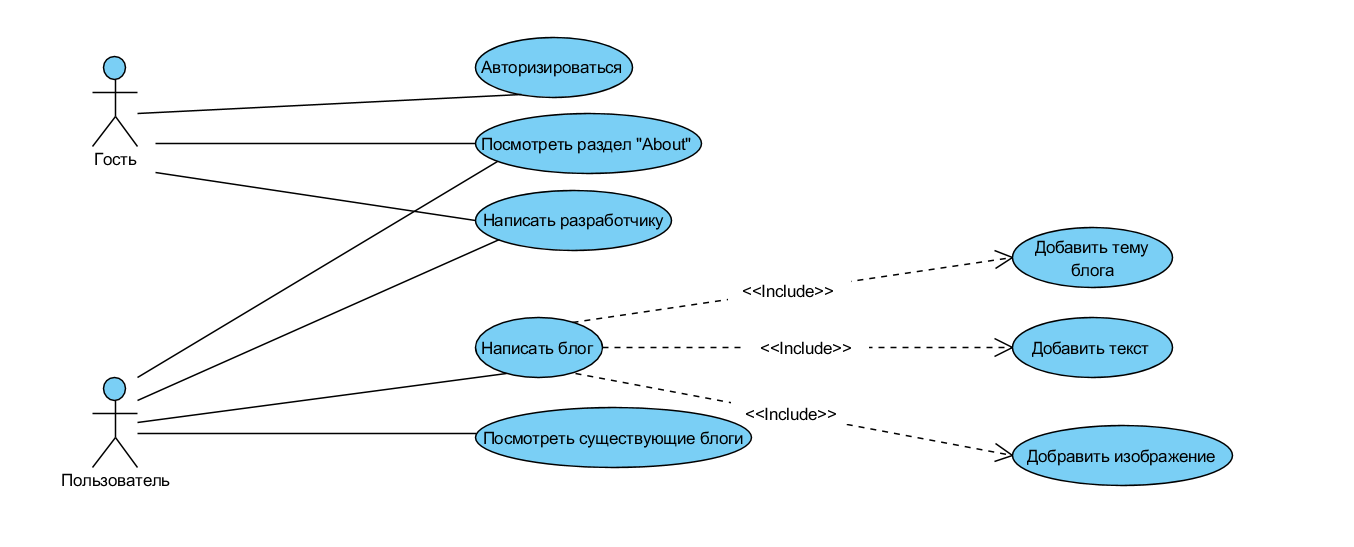 Авторизироваться
Посмотреть раздел "About"
Гость
Написать разработчику
Добавить тему
блога
<<Include>>
Написать блог
<<Include>>
Добавить текст
<<Include>>
Посмотреть существующие блоги
Добравить изображение
Пользователь